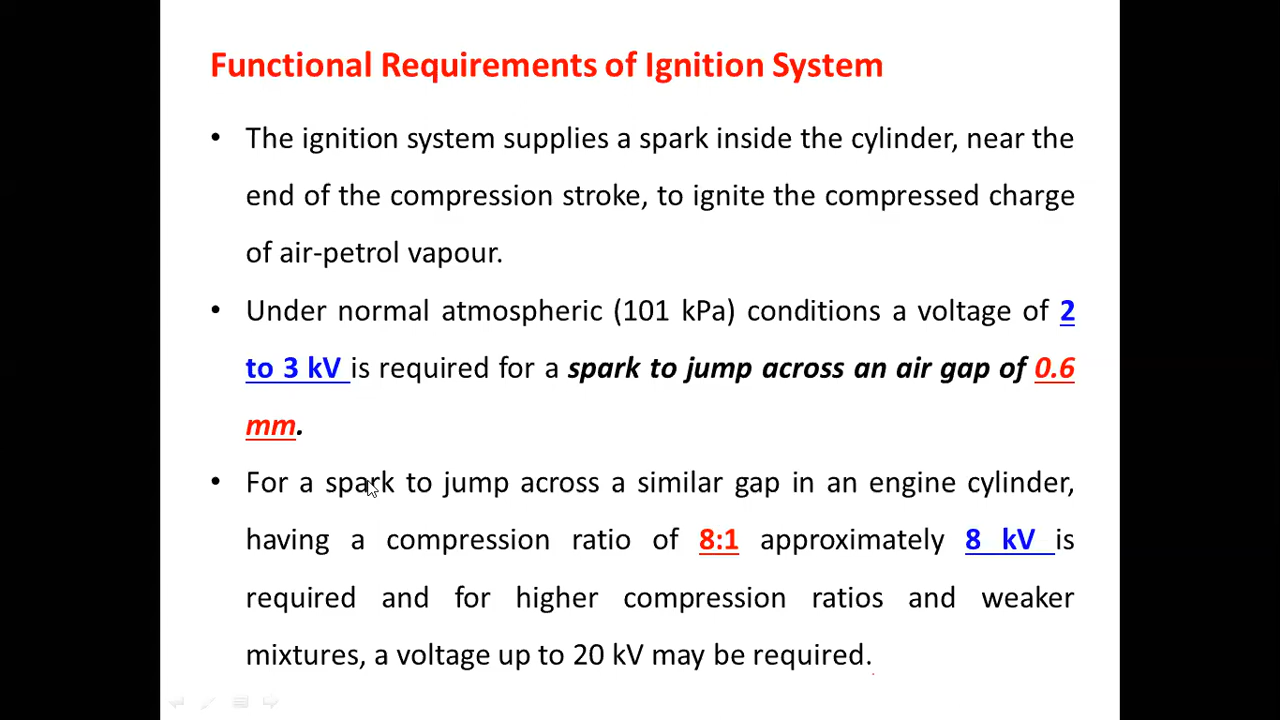 Functional Requirements of Ignition System
• The ignition system supplies a spark inside the cylinder, near the
end of the compression stroke, to ignite the compressed charge
of air-petrol vapour.
• Under normal atmospheric (101 kPa) conditions a voltage of 2
to 3 kV is required for a spark to jump across an air gap of 0.6
mm.
• For a spark to jump across a similar gap in an engine cylinder,
having a compression ratio of 8:1 approximately 8 kV is
required and for higher compression ratios and weaker
mixtures, a voltage up to 20 kV may be required.